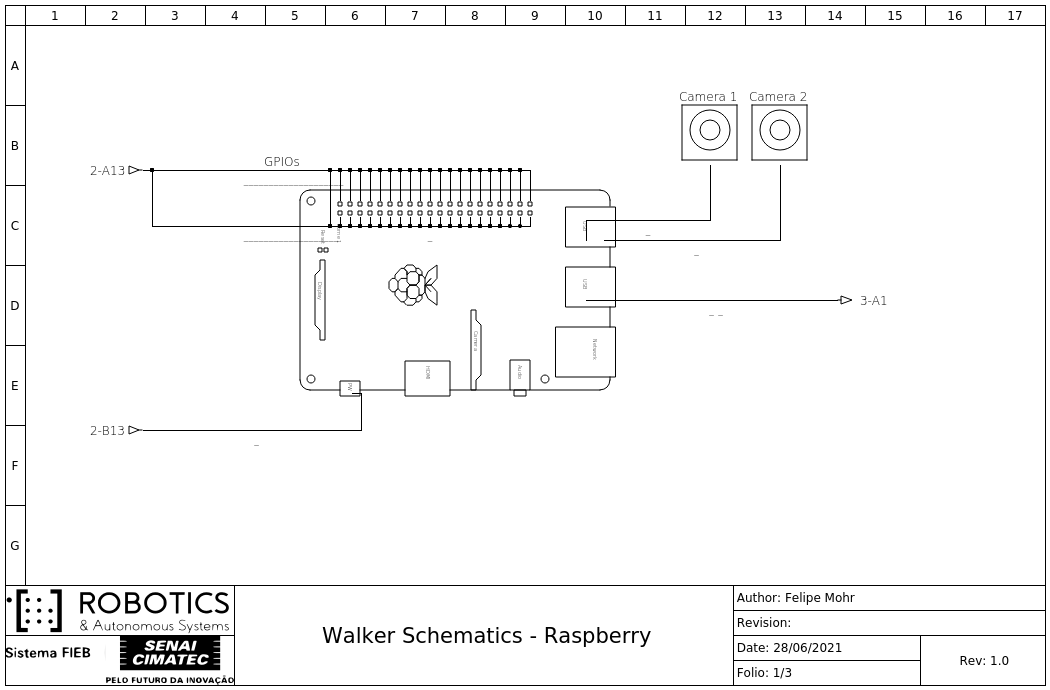 1 2 3 4 5 6 7 8 9 10 11 12 13 14 15 16 17
A
B
C
D
E
F
G
Camera 1 Camera 2
GPIOs
2-A13
USB
Display
USB
3-A1
Camera
Network
HDMI
Audio
PW
2-B13
ROBOTICS
& Autonomous Systems
Sistema FIEB
SENAI
CIMATEC
PELO FUTURO DA INOVAÇÃO
Walker Schematics - Raspberry
Author: Felipe Mohr
Revision:
Date: 28/06/2021
Folio: 1/3
Rev: 1.0